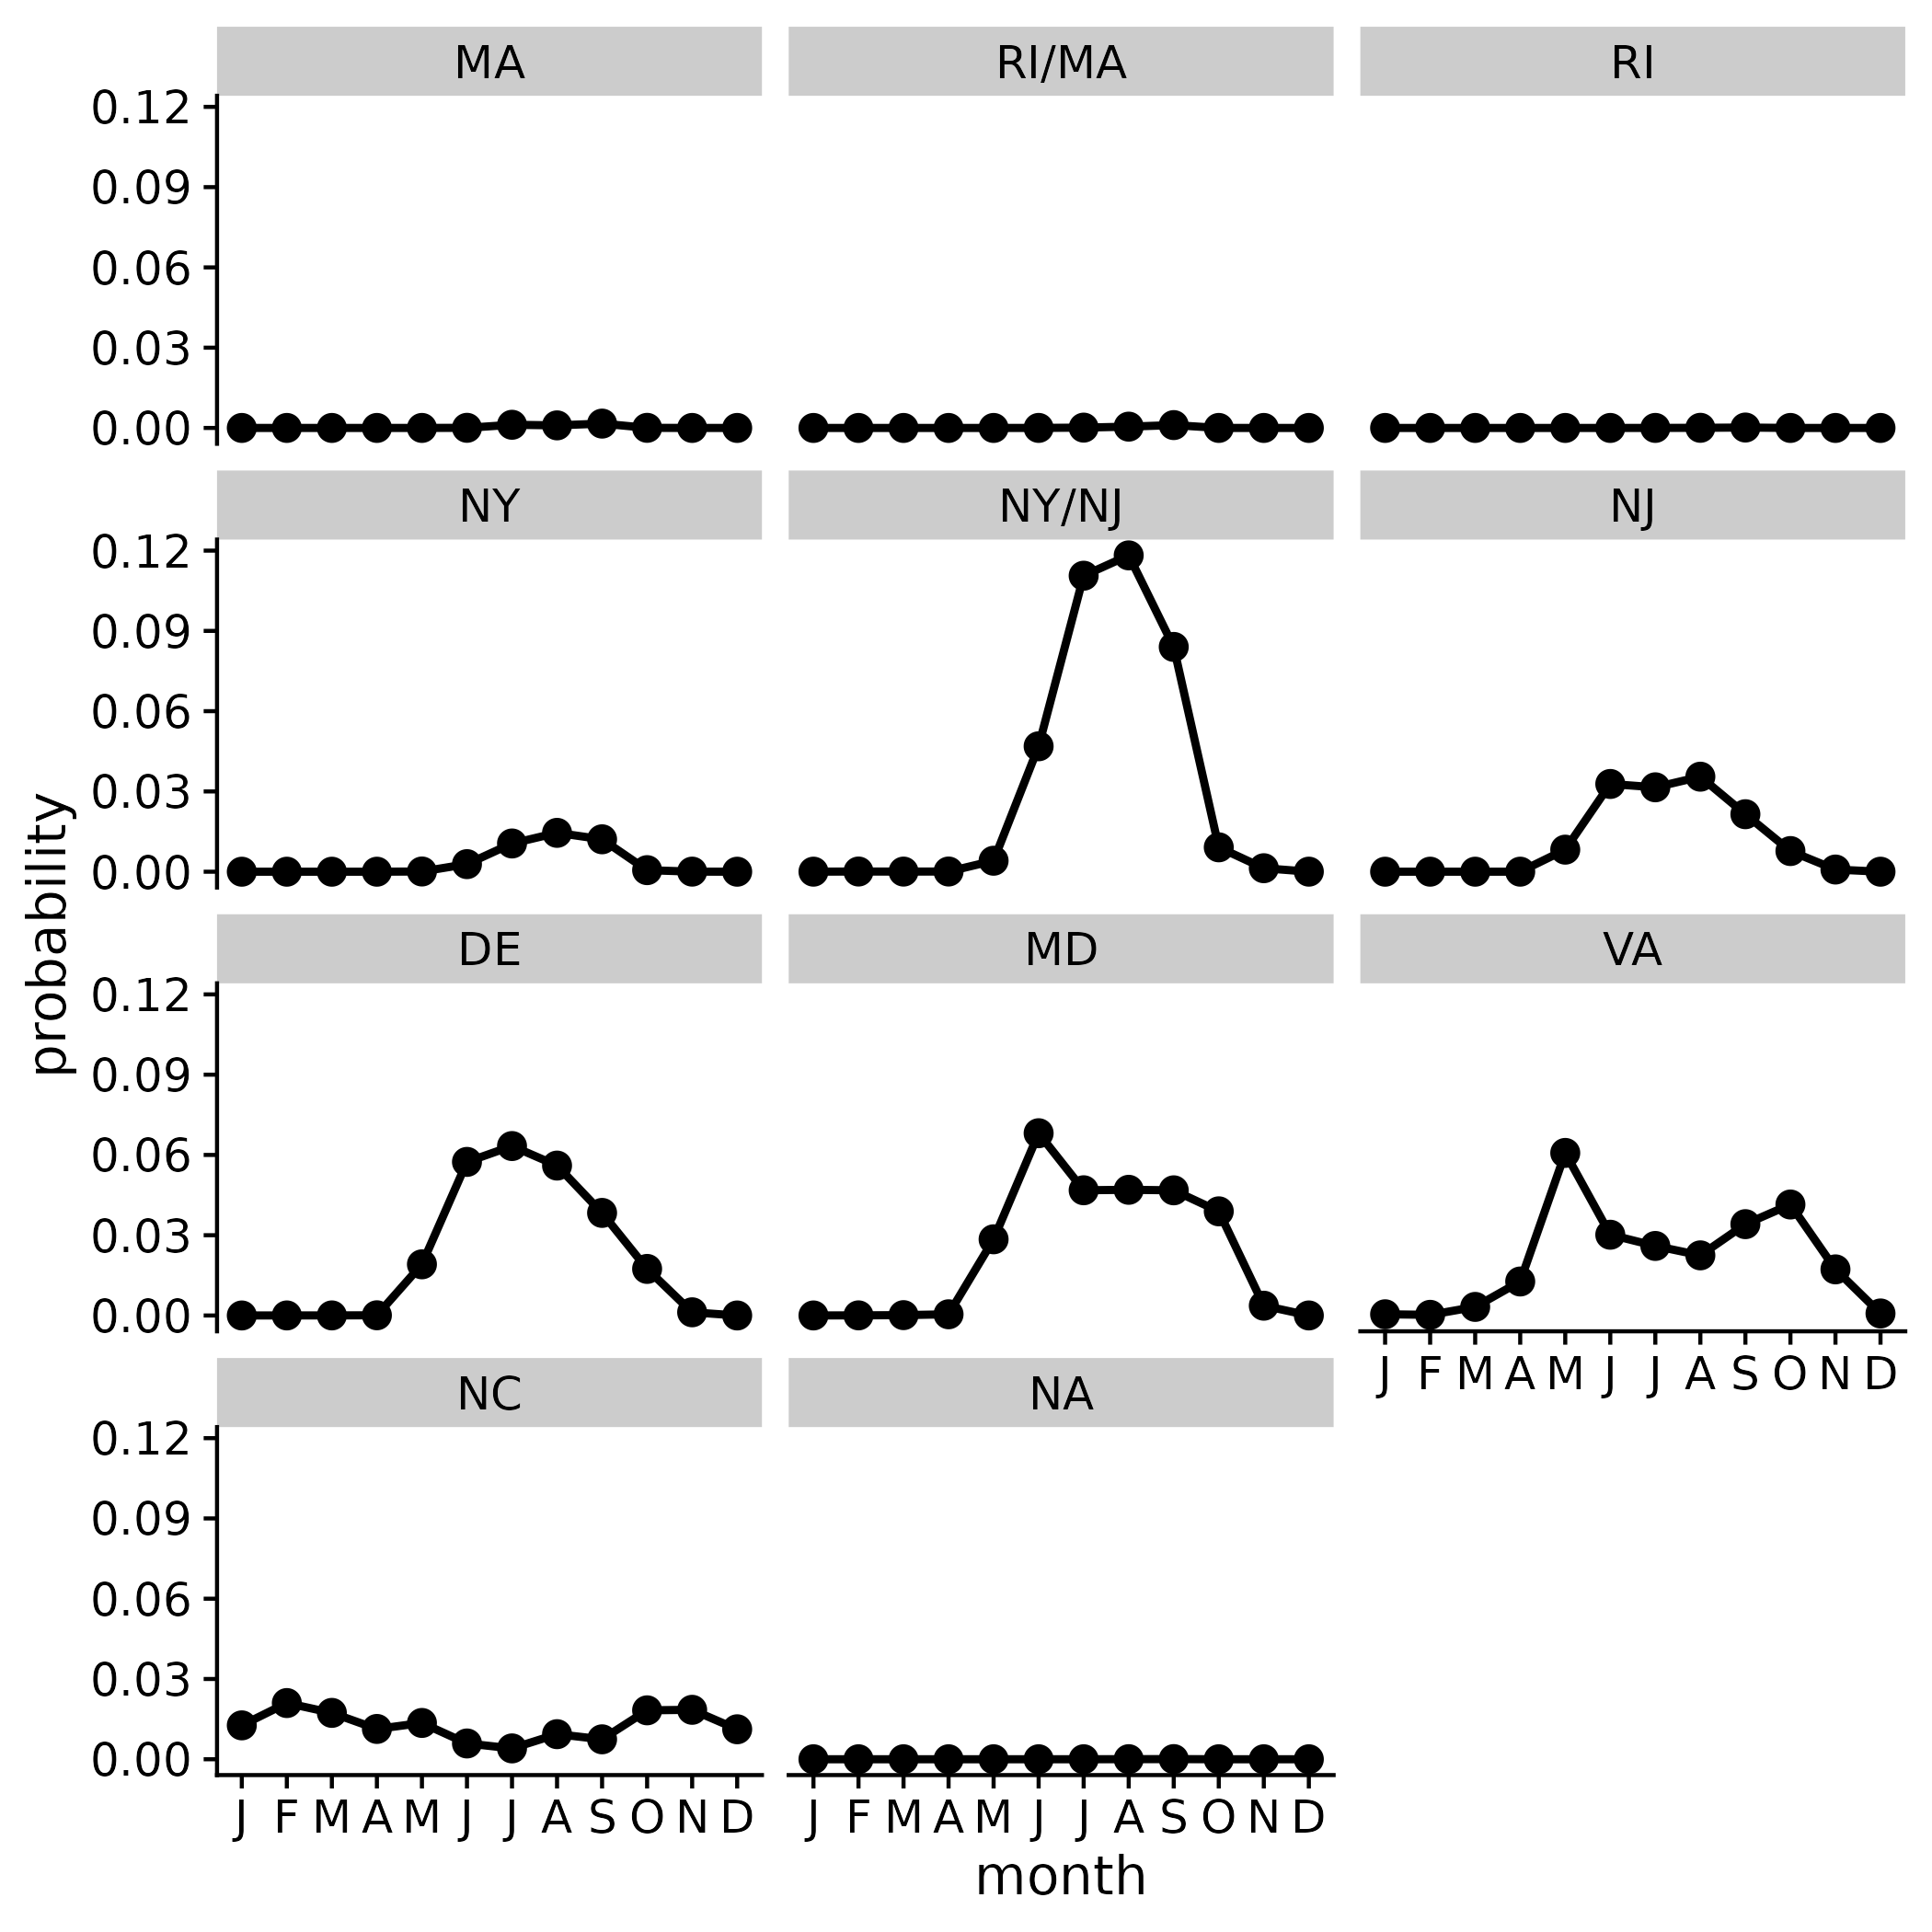 MA RI/MA RI
0.12
0.09
0.06
0.03
0.00
NY NY/NJ NJ
0.12
0.09
0.06
0.03
0.00
DE MD VA
0.12
0.09
0.06
0.03
0.00
J F M A M J J A S O N D
NC NA
0.12
0.09
0.06
0.03
0.00
J F M A M J J A S O N D J F M A M J J A S O N D
month
probability